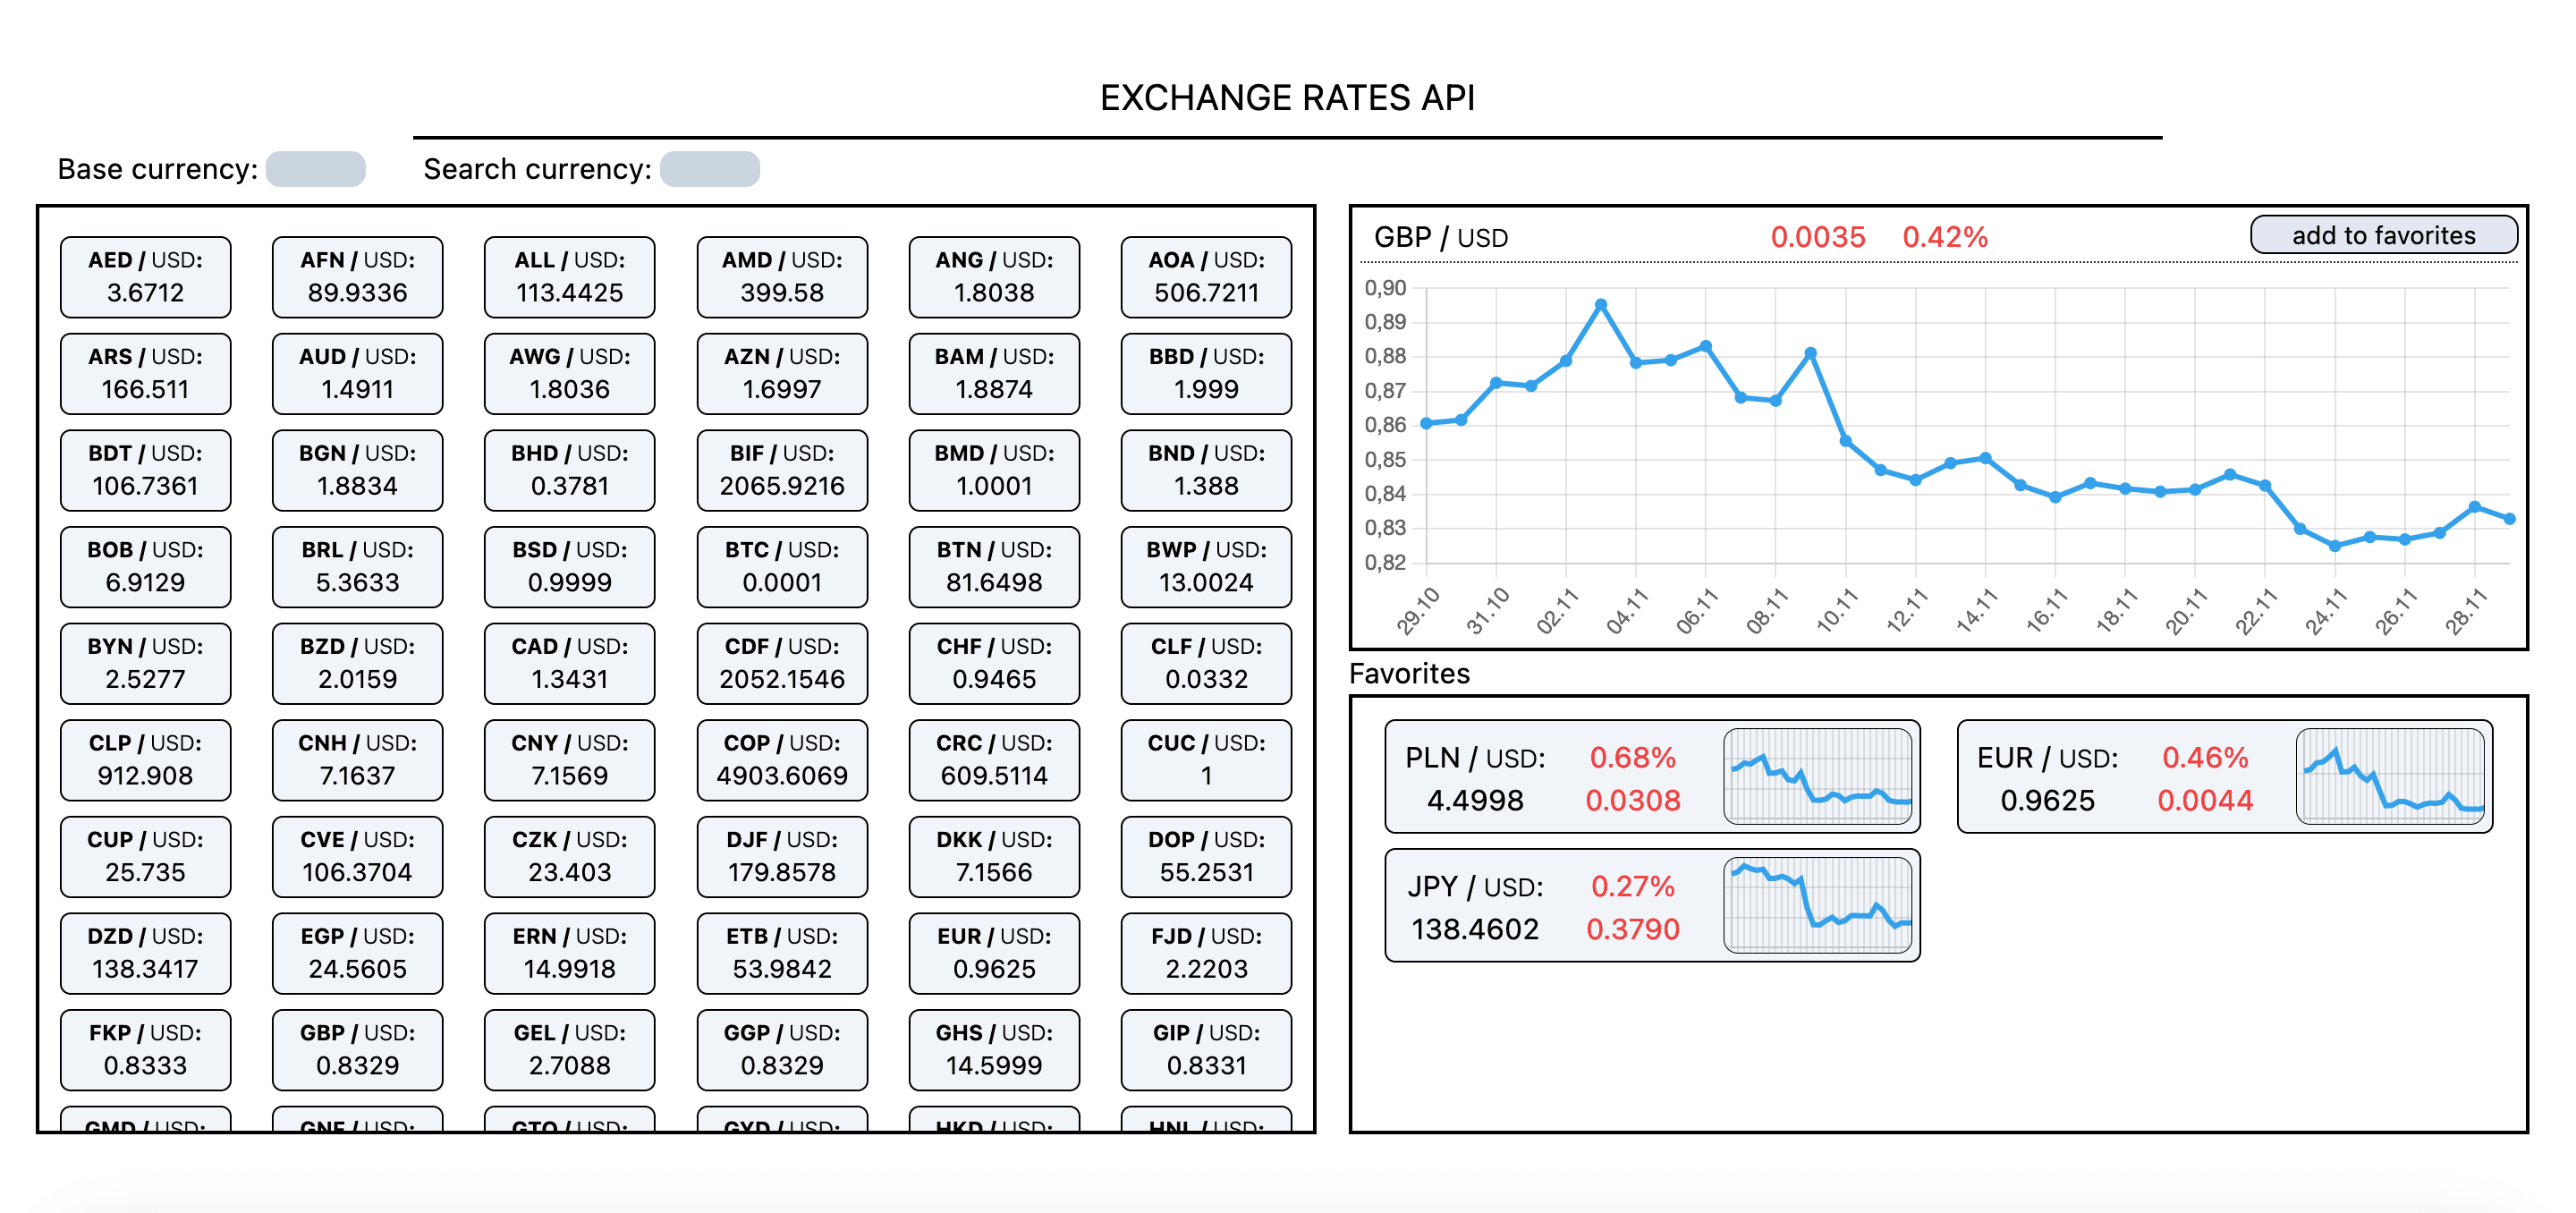 EXCHANGE RATES API
Base currency:
Search currency:
AED / USD:
3.6712
AFN / USD:
89.9336
ALL / USD:
113.4425
AMD / USD:
399.58
ANG / USD:
1.8038
AOA / USD:
506.7211
ARS / USD:
166.511
AUD / USD:
1.4911
AWG / USD:
1.8036
AZN / USD:
1.6997
BAM / USD:
1.8874
BBD / USD:
1.999
BDT / USD:
106.7361
BGN / USD:
1.8834
BHD / USD:
0.3781
BIF / USD:
2065.9216
BMD / USD:
1.0001
BND / USD:
1.388
BOB / USD:
6.9129
BRL / USD:
5.3633
BSD / USD:
0.9999
BTC / USD:
0.0001
BTN / USD:
81.6498
BWP / USD:
13.0024
BYN / USD:
2.5277
BZD / USD:
2.0159
CAD / USD:
1.3431
CDF / USD:
2052.1546
CHF / USD:
0.9465
CLF / USD:
0.0332
CLP / USD:
912.908
CNH / USD:
7.1637
CNY / USD:
7.1569
COP / USD:
4903.6069
CRC / USD:
609.5114
CUC / USD:
1
CUP / USD:
25.735
CVE / USD:
106.3704
CZK / USD:
23.403
DJF / USD:
179.8578
DKK / USD:
7.1566
DOP / USD:
55.2531
DZD / USD:
138.3417
EGP / USD:
24.5605
ERN / USD:
14.9918
ETB / USD:
53.9842
EUR / USD:
0.9625
FJD / USD:
2.2203
FKP / USD:
0.8333
GBP / USD:
0.8329
GEL / USD:
2.7088
GGP / USD:
0.8329
GHS / USD:
14.5999
GIP / USD:
0.8331
GMD / USD:
GNF / USD:
GTQ / USD:
GYD / USD:
HKD / USD:
HNL / USD:
GBP / USD 0.0035 0.42% add to favorites
0,90
0,89
0,88
0,87
0,86
0,85
0,84
0,83
0,82
29.10 31.10 02.11 04.11 06.11 08.11 10.11 12.11 14.11 16.11 18.11 20.11 22.11 24.11 26.11 28.11
Favorites
PLN / USD: 0.68%
4.4998 0.0308
EUR / USD: 0.46%
0.9625 0.0044
JPY / USD: 0.27%
138.4602 0.3790